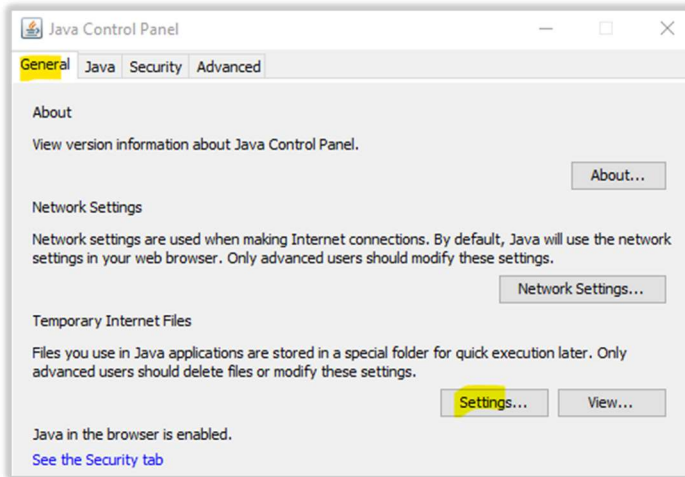 Java Control Panel
General Java Security Advanced
About
View version information about Java Control Panel.
About...
Network Settings
Network settings are used when making Internet connections. By default, Java will use the network
settings in your web browser. Only advanced users should modify these settings.
Network Settings...
Temporary Internet Files
Files you use in Java applications are stored in a special folder for quick execution later. Only
advanced users should delete files or modify these settings.
Settings... View...
Java in the browser is enabled.
See the Security tab